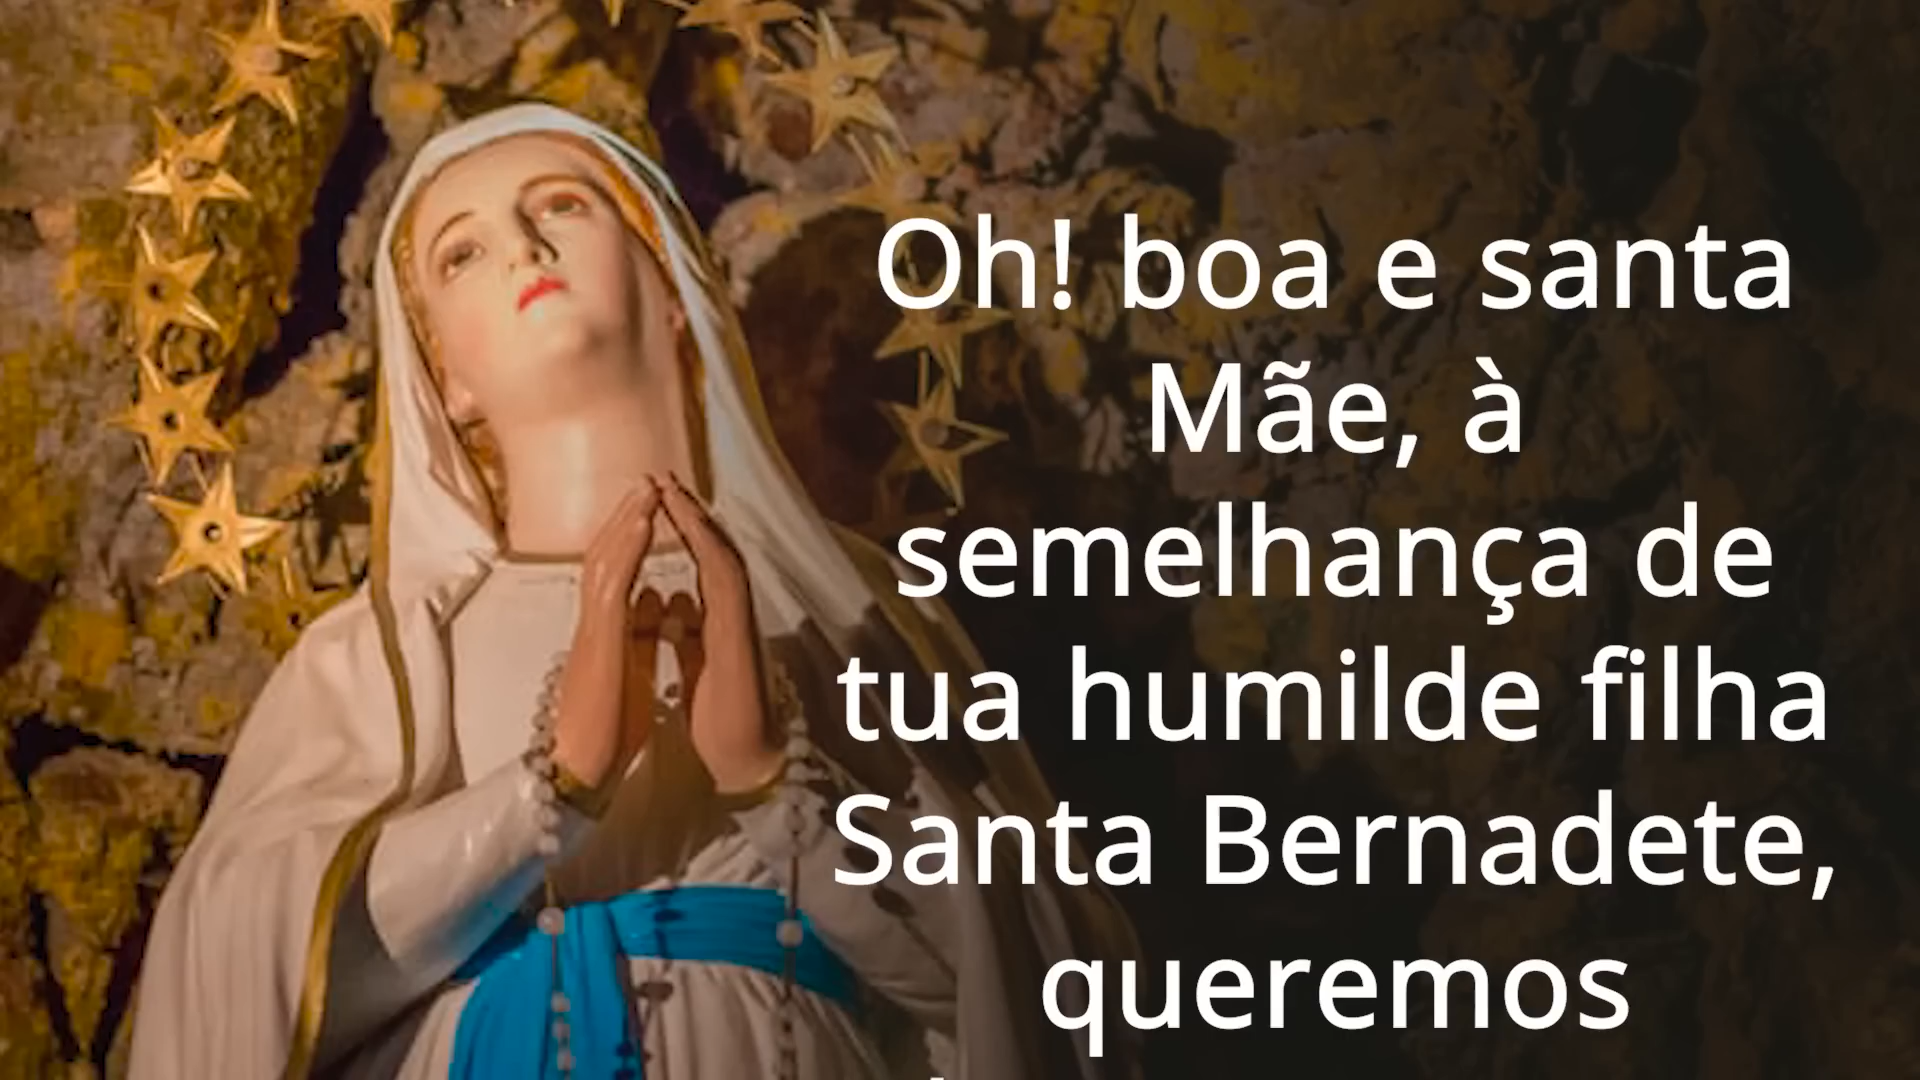 Oh! boa e santa
Mãe, à
semelhança de
tua humilde filha
Santa Bernadete,
queremos